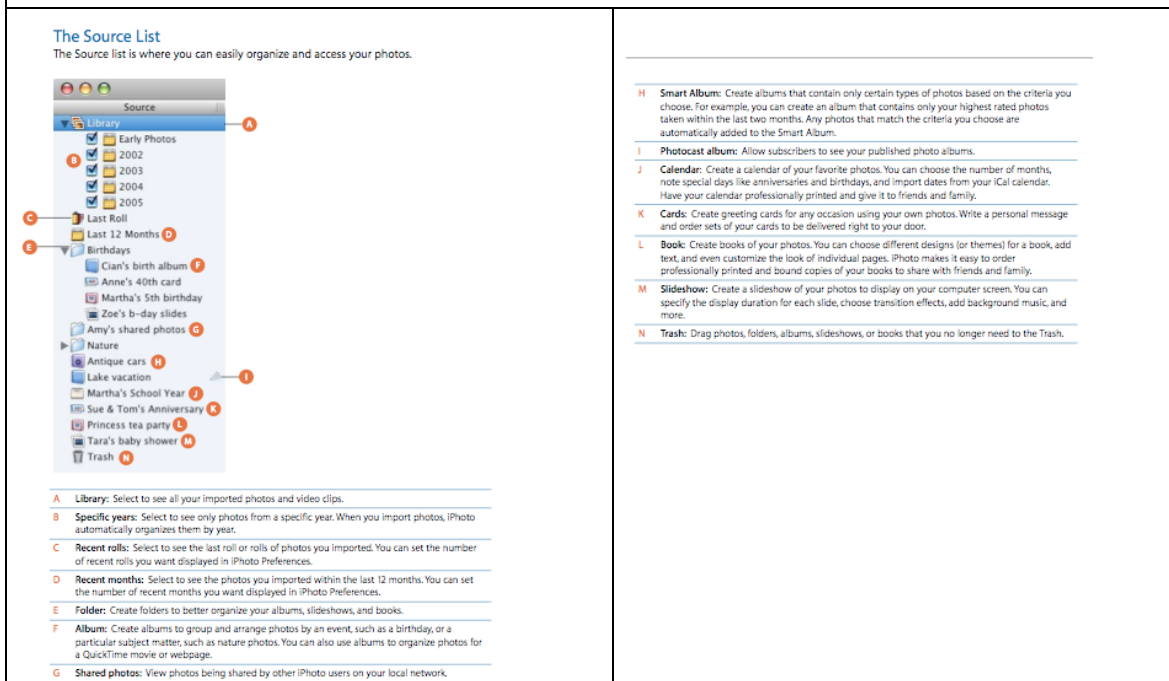 The Source List
The Source list is where you can easily organize and access your photos.
Source
Library
A
Early Photos
2002
B
2003
2004
2005
C
Last Roll
Last 12 Months D
E
Birthdays
Cian's birth album F
Anne's 40th card
Martha's 5th birthday
Zoe's b-day slides
Amy's shared photos G
Nature
Antique cars H
Lake vacation
I
Martha's School Year J
Sue & Tom's Anniversary K
Princess tea party L
Tara's baby shower M
Trash N
A Library: Select to see all your imported photos and video clips.
B Specific years: Select to see only photos from a specific year. When you import photos, iPhoto
automatically organizes them by year.
C Recent rolls: Select to see the last roll or rolls of photos you imported. You can set the number
of recent rolls you want displayed in iPhoto Preferences.
D Recent months: Select to see the photos you imported within the last 12 months. You can set
the number of recent months you want displayed in iPhoto Preferences.
E Folder: Create folders to better organize your albums, slideshows, and books.
F Album: Create albums to group and arrange photos by an event, such as a birthday, or a
particular subject matter, such as nature photos. You can also use albums to organize photos for
a QuickTime movie or webpage.
G Shared photos: View photos being shared by other iPhoto users on your local network.
H Smart Album: Create albums that contain only certain types of photos based on the criteria you
choose. For example, you can create an album that contains only your highest rated photos
taken within the last two months. Any photos that match the criteria you choose are
automatically added to the Smart Album.
I Photocast album: Allow subscribers to see your published photo albums.
J Calendar: Create a calendar of your favorite photos. You can choose the number of months,
note special days like anniversaries and birthdays, and import dates from your iCal calendar.
Have your calendar professionally printed and give it to friends and family.
K Cards: Create greeting cards for any occasion using your own photos. Write a personal message
and order sets of your cards to be delivered right to your door.
L Book: Create books of your photos. You can choose different designs (or themes) for a book, add
text, and even customize the look of individual pages. iPhoto makes it easy to order
professionally printed and bound copies of your books to share with friends and family.
M Slideshow: Create a slideshow of your photos to display on your computer screen. You can
specify the display duration for each slide, choose transition effects, add background music, and
more.
N Trash: Drag photos, folders, albums, slideshows, or books that you no longer need to the Trash.